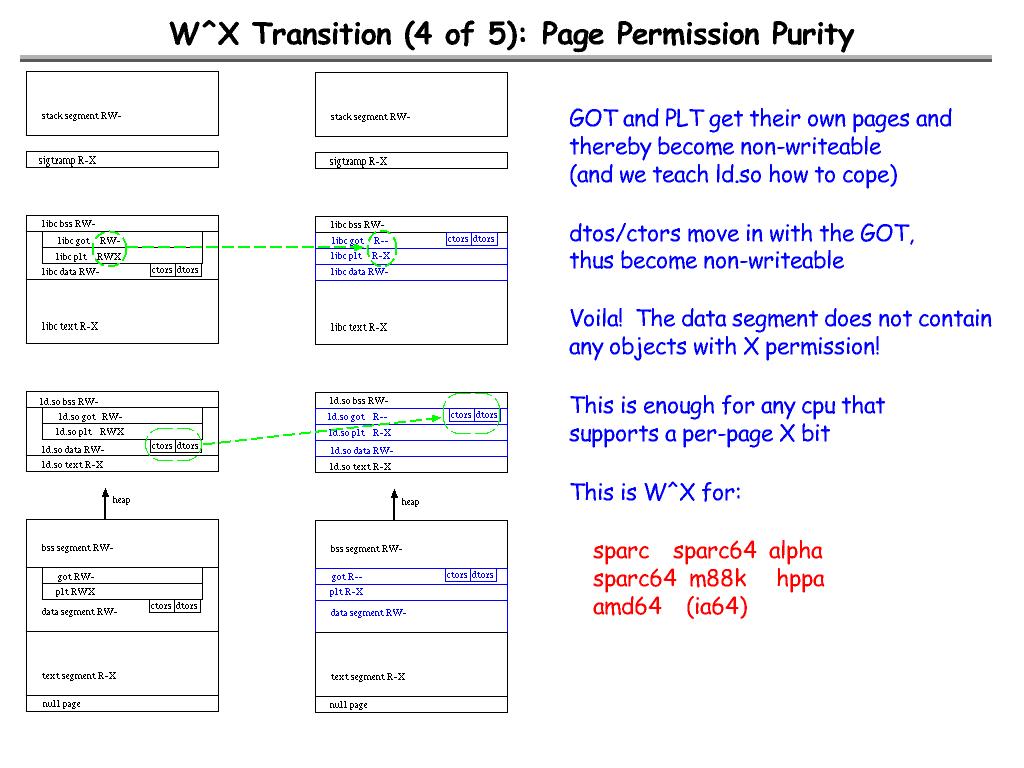 W^X Transition (4 of 5): Page Permission Purity
stack segment RW-
sigtramp R-X
libc bss RW-
libc got RW-
libc plt RWX
libc data RW-
ctors dtors
libc text R-X
ld.so bss RW-
ld.so got RW-
ld.so plt RWX
ld.so data RW-
ctors dtors
ld.so text R-X
heap
bss segment RW-
got RW-
plt RWX
ctors dtors
data segment RW-
text segment R-X
null page
stack segment RW-
sigtramp R-X
libc bss RW-
libc got R--
ctors dtors
libc plt R-X
libc data RW-
libc text R-X
ld.so bss RW-
ld.so got R--
ctors dtors
ld.so plt R-X
ld.so data RW-
ld.so text R-X
heap
bss segment RW-
got R--
ctors dtors
plt R-X
data segment RW-
text segment R-X
null page
GOT and PLT get their own pages and
thereby become non-writeable
(and we teach ld.so how to cope)
dtos/ctors move in with the GOT,
thus become non-writeable
Voila! The data segment does not contain
any objects with X permission!
This is enough for any cpu that
supports a per-page X bit
This is W^X for:
sparc sparc64 alpha
sparc64 m88k hppa
amd64 (ia64)